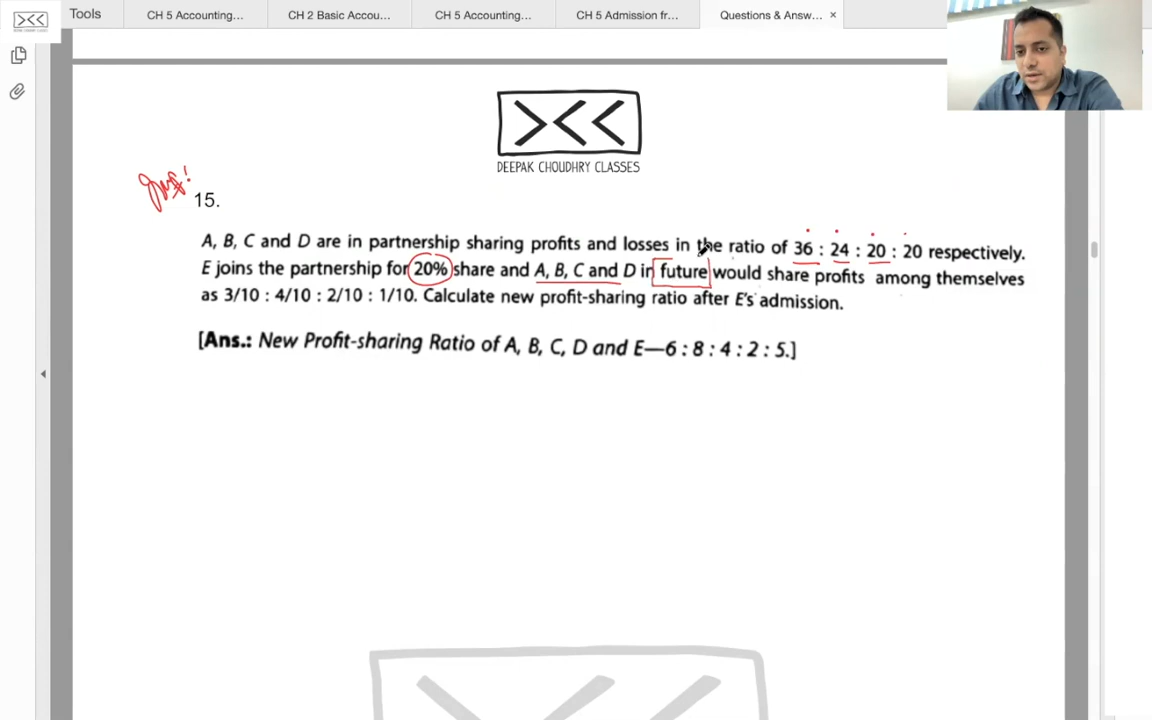 Tools
CH 5 Accounting...
CH 2 Basic Accou...
CH 5 Accounting...
CH 5 Admission fr...
Questions & Answ... ×
DEEPAK CHOUDHRY CLASSES
15.
A, B, C and D are in partnership sharing profits and losses in the ratio of 36 : 24 : 20 : 20 respectively.
E joins the partnership for 20% share and A, B, C and D in future would share profits among themselves
as 3/10 : 4/10 : 2/10 : 1/10. Calculate new profit-sharing ratio after E's admission.
[Ans.: New Profit-sharing Ratio of A, B, C, D and E—6 : 8 : 4 : 2 : 5.]